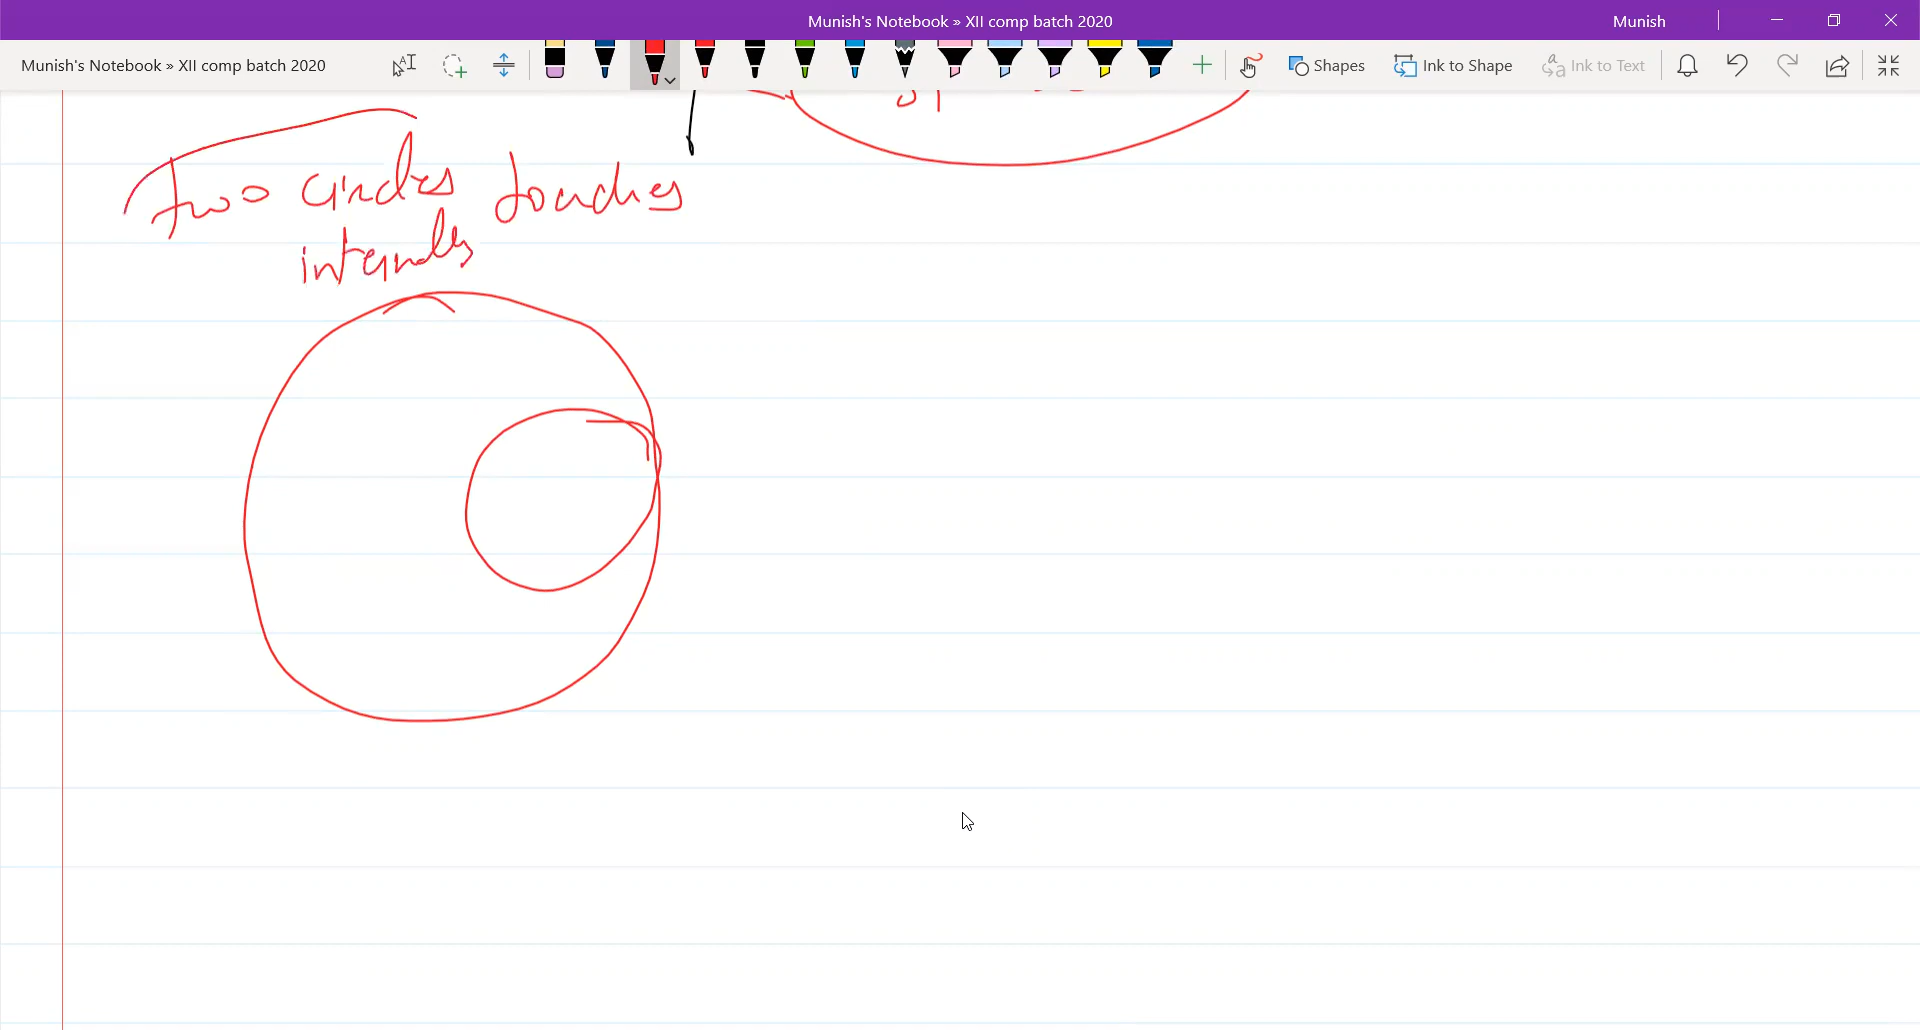 Munish's Notebook » XII comp batch 2020
Munish
Munish's Notebook » XII comp batch 2020
Shapes
Ink to Shape
Ink to Text
Two circles touches
internally